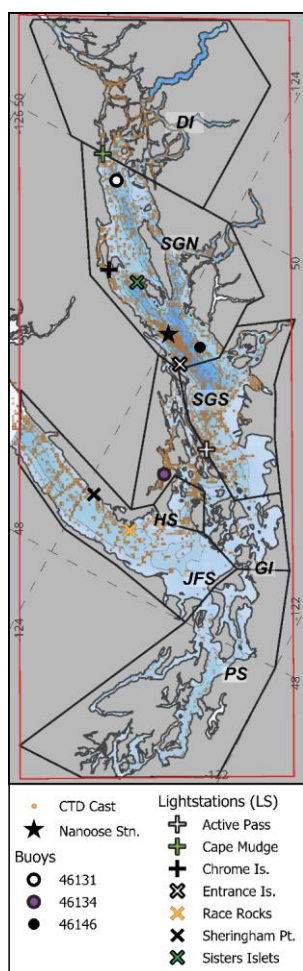 -126 50
-124
DI
SGN
50
SGS
HS
GI
JFS
48
124
-122
PS
48
-122
CTD Cast
Nanoose Stn.
Buoys
46131
46134
46146
Lightstations (LS)
Active Pass
Cape Mudge
Chrome Is.
Entrance Is.
Race Rocks
Sheringham Pt.
Sisters Islets